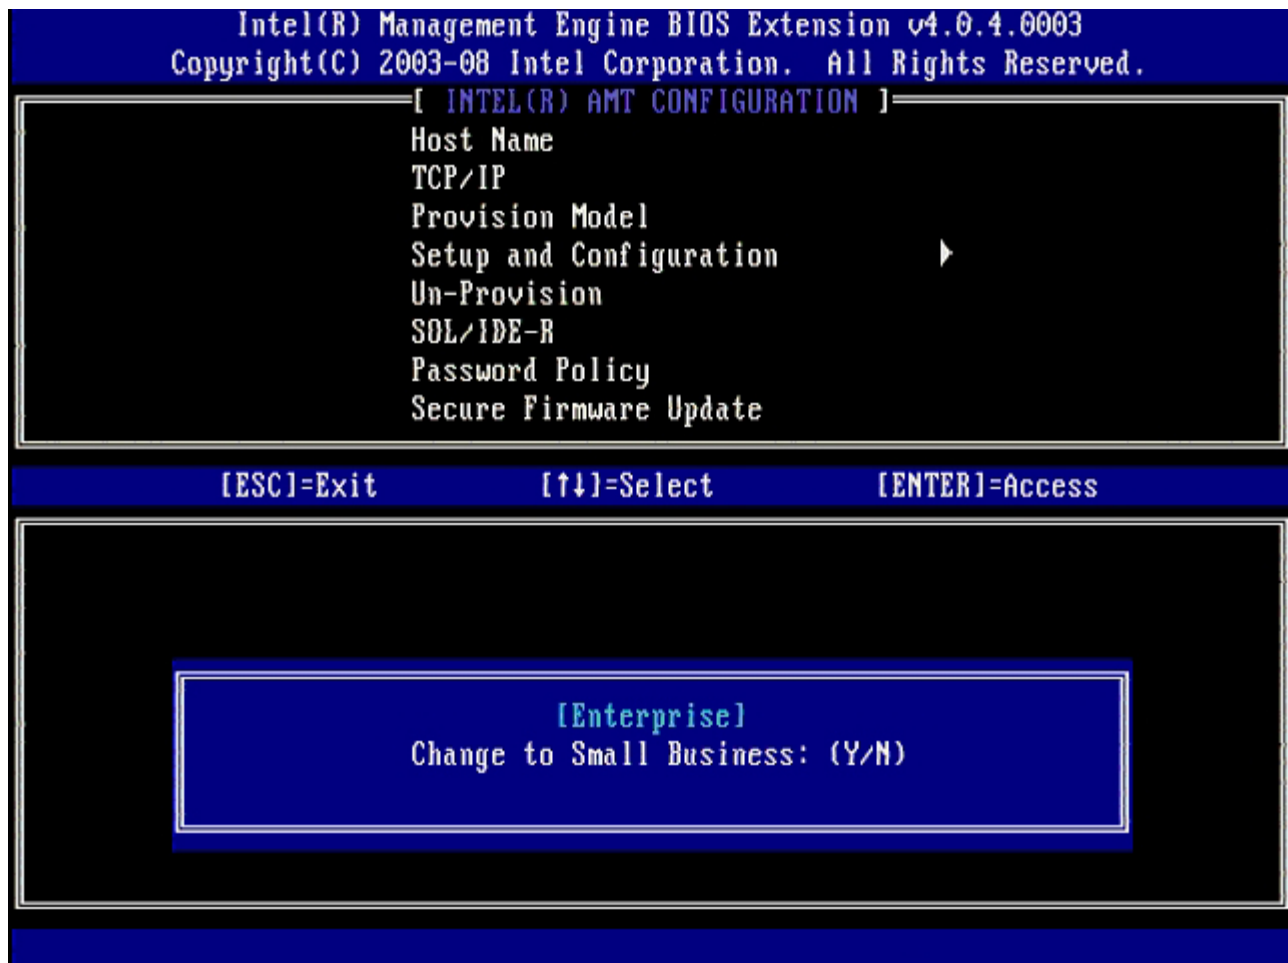 Intel(R) Management Engine BIOS Extension v4.0.4.0003
Copyright(C) 2003-08 Intel Corporation. All Rights Reserved.
[ INTEL(R) AMT CONFIGURATION ]
Host Name
TCP/IP
Provision Model
Setup and Configuration
Un-Provision
SOL/IDE-R
Password Policy
Secure Firmware Update
[ESC]=Exit [↑↓]=Select [ENTER]=Access
[Enterprise]
Change to Small Business: (Y/N)